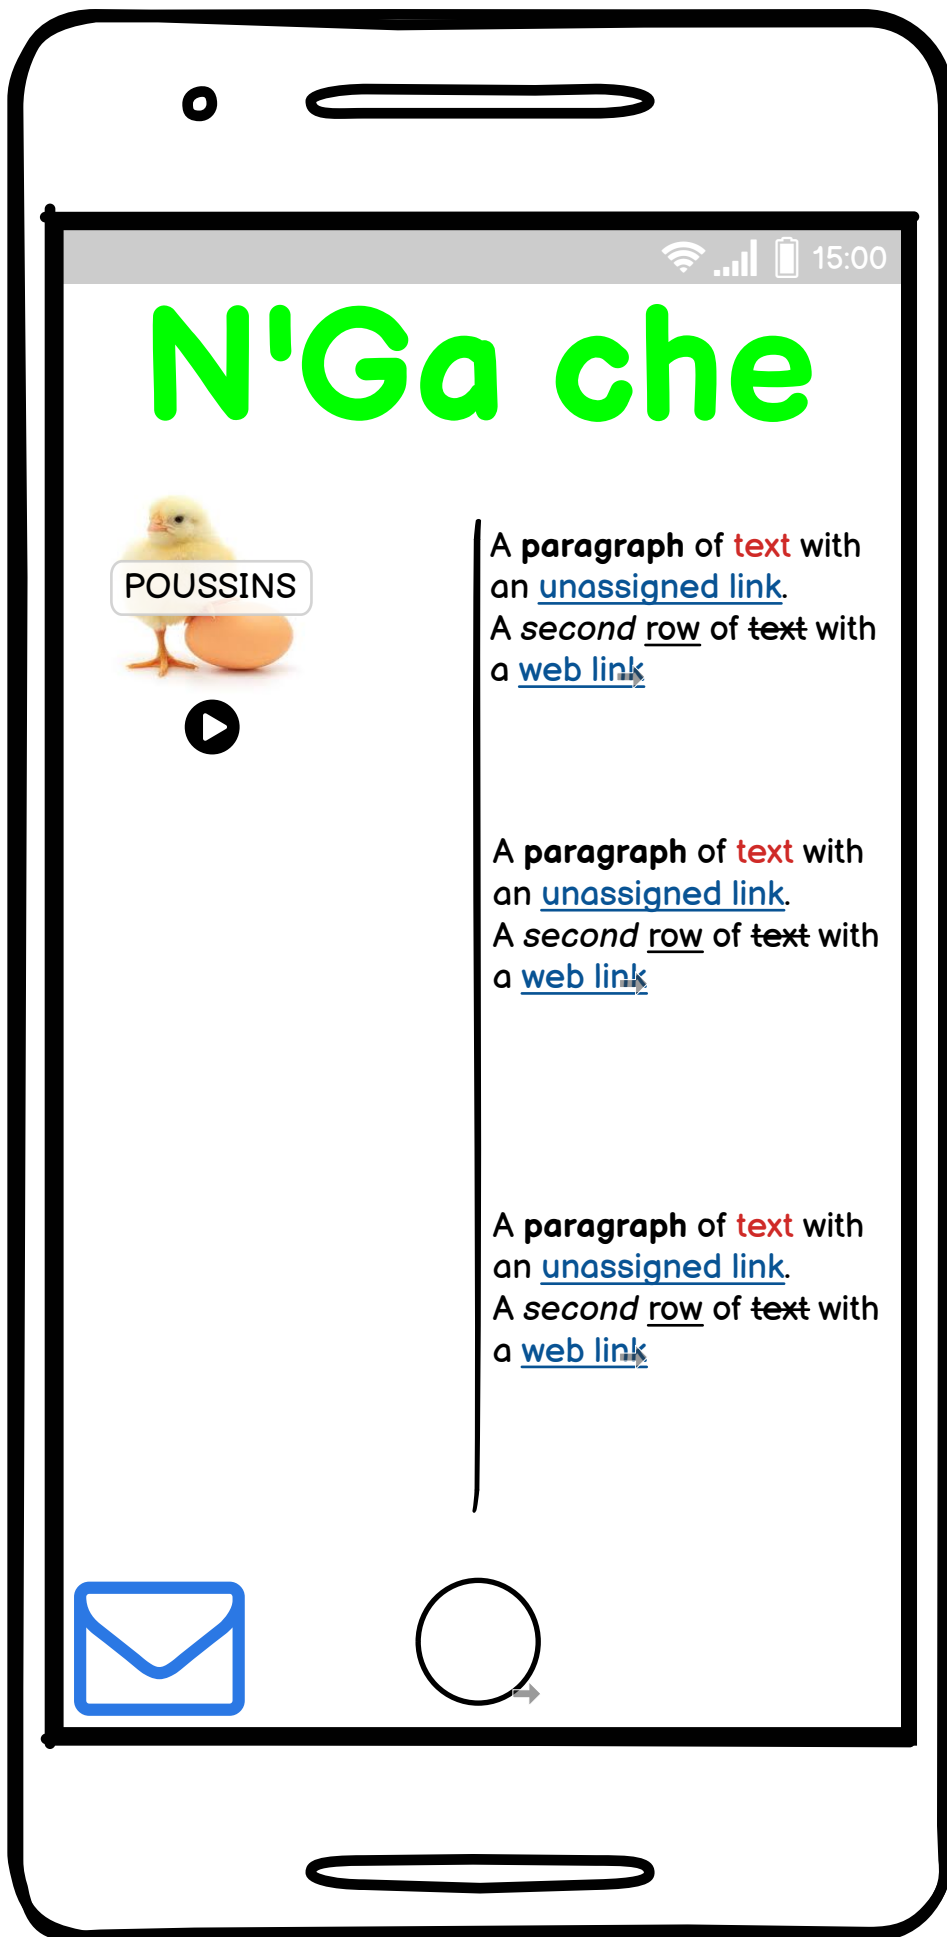 15:00
N'Ga che
POUSSINS
A paragraph of text with
an unassigned link.
A second row of text with
a web link
A paragraph of text with
an unassigned link.
A second row of text with
a web link
A paragraph of text with
an unassigned link.
A second row of text with
a web link